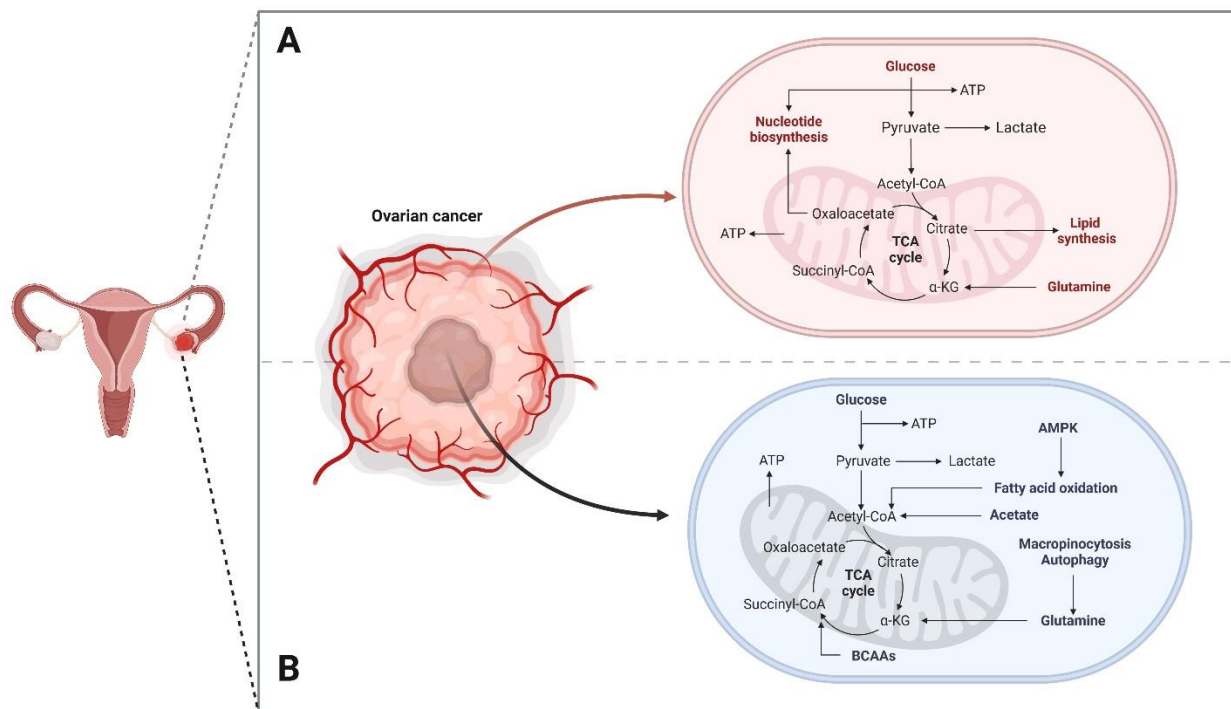 A
Ovarian cancer
Glucose
ATP
Nucleotide
biosynthesis
Pyruvate
Lactate
Acetyl-CoA
Oxaloacetate
Citrate
Lipid
synthesis
ATP
TCA
cycle
Succinyl-CoA
α-KG
Glutamine
B
Glucose
ATP
AMPK
ATP
Pyruvate
Lactate
Fatty acid oxidation
Acetyl-CoA
Acetate
Oxaloacetate
Citrate
Macropinocytosis
Autophagy
TCA
cycle
Succinyl-CoA
α-KG
Glutamine
BCAAs